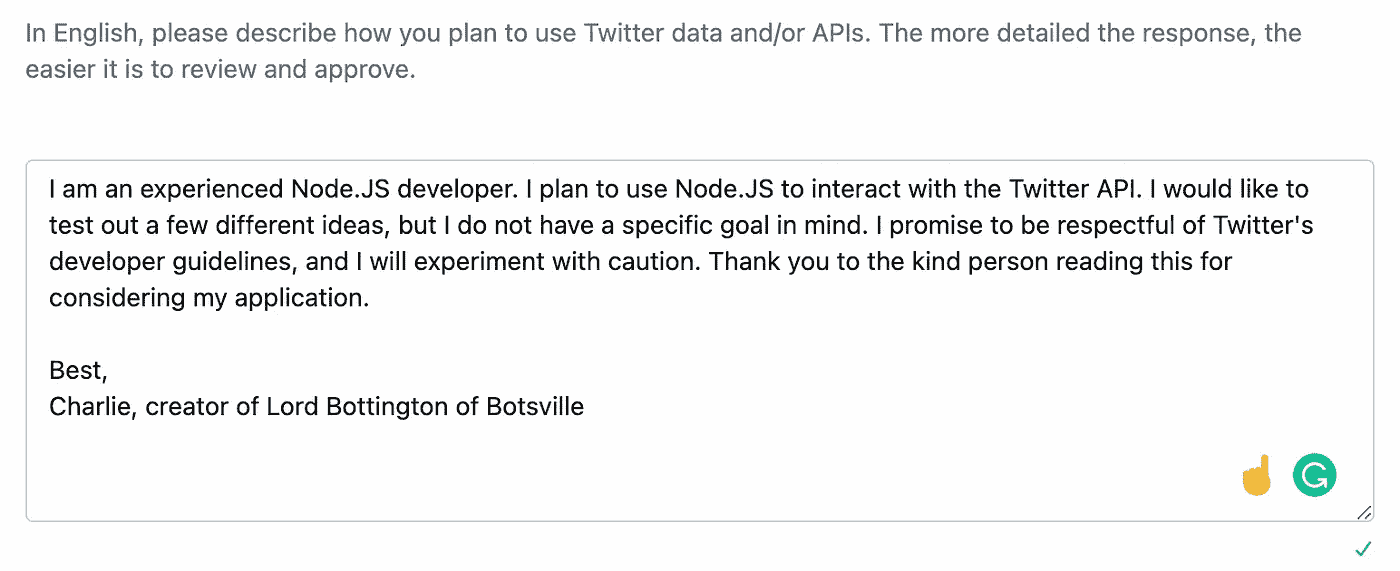 In English, please describe how you plan to use Twitter data and/or APIs. The more detailed the response, the
easier it is to review and approve.
I am an experienced Node.JS developer. I plan to use Node.JS to interact with the Twitter API. I would like to
test out a few different ideas, but I do not have a specific goal in mind. I promise to be respectful of Twitter's
developer guidelines, and I will experiment with caution. Thank you to the kind person reading this for
considering my application.
Best,
Charlie, creator of Lord Bottington of Botsville